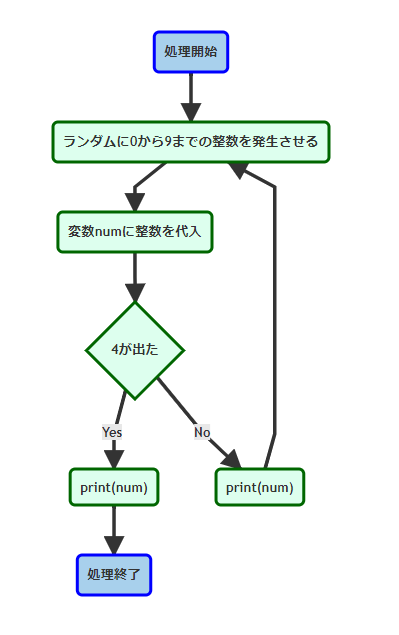 処理開始
ランダムに0から9までの整数を発生させる
変数numに整数を代入
4が出た
Yes
No
print(num)
print(num)
処理終了